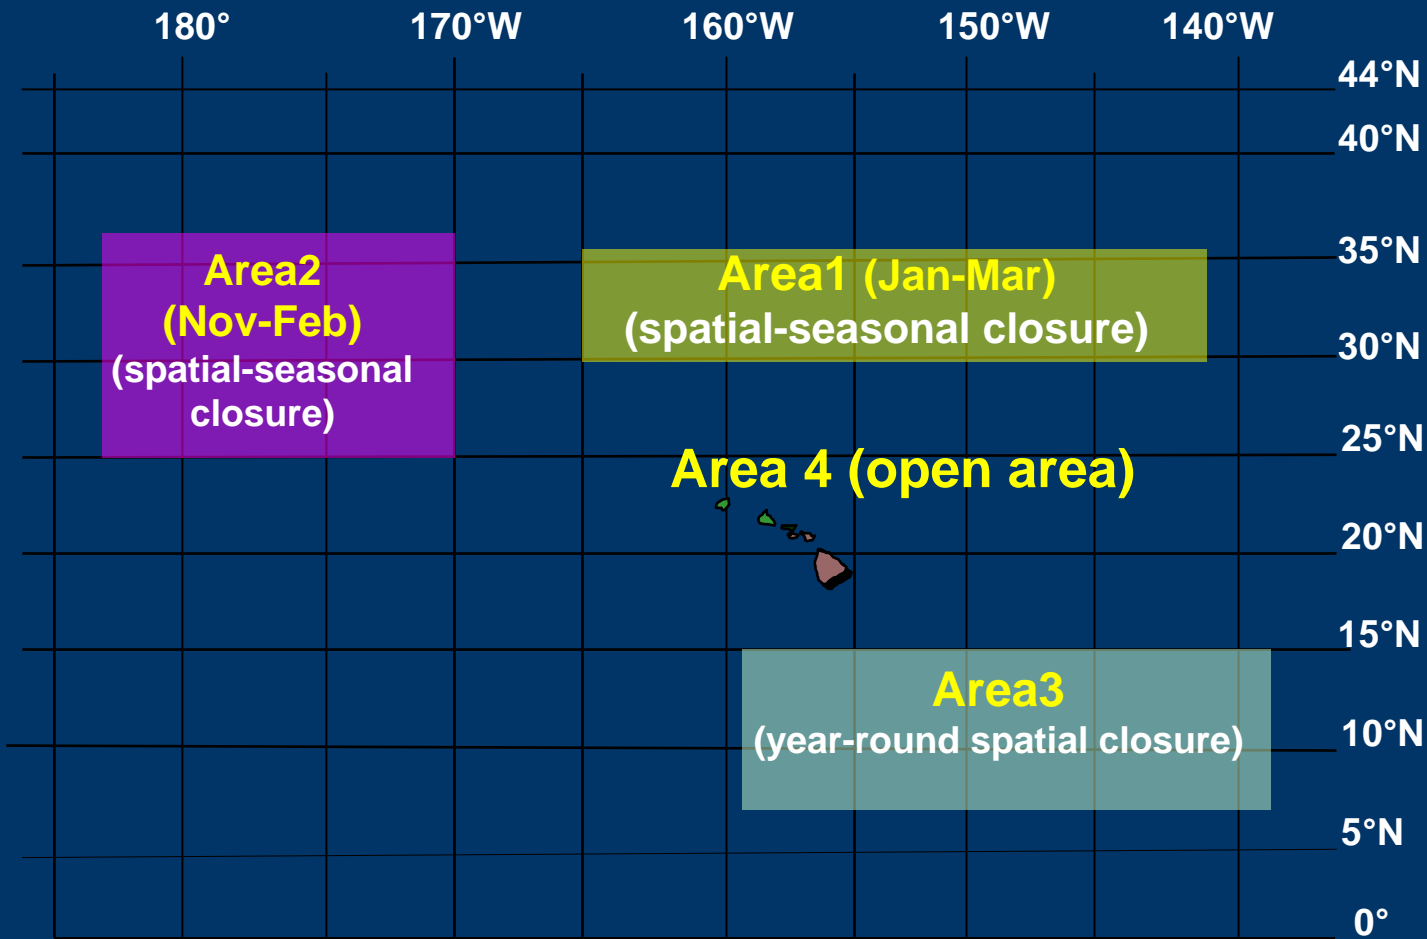 180°
170°W
160°W
150°W
140°W
44°N
40°N
35°N
Area2
(Nov-Feb)
(spatial-seasonal
closure)
Area1 (Jan-Mar)
(spatial-seasonal closure)
30°N
25°N
Area 4 (open area)
20°N
15°N
Area3
(year-round spatial closure)
10°N
5°N
0°